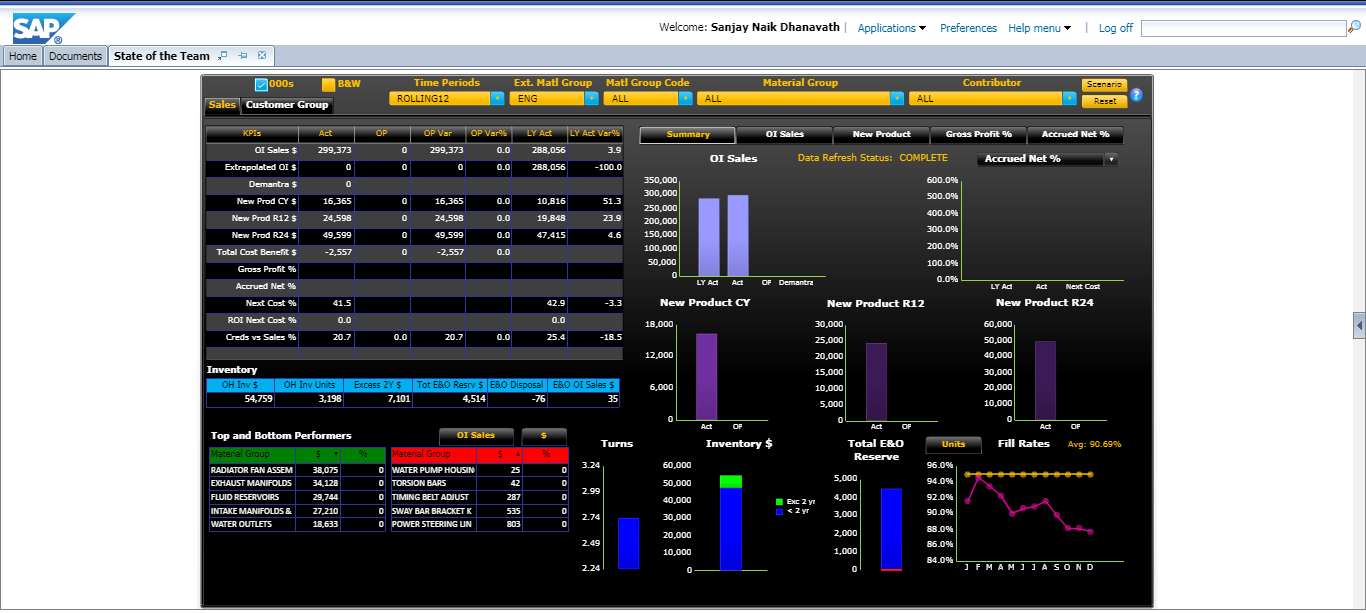 SAP ®
Welcome: Sanjay Naik Dhanavath | Applications Preferences Help menu | Log off
Home Documents State of the Team
000s B&W Time Periods Ext. Matl Group Matl Group Code Material Group Contributor Scenario
ROLLING12 ENG ALL ALL ALL Reset ?
Sales Customer Group
KPIs Act OP OP Var OP Var% LY Act LY Act Var%
OI Sales $ 299,373 0 299,373 0.0 288,056 3.9
Extrapolated OI $ 0 0 0 0.0 288,056 -100.0
Demantra $ 0
New Prod CY $ 16,365 0 16,365 0.0 10,816 51.3
New Prod R12 $ 24,598 0 24,598 0.0 19,848 23.9
New Prod R24 $ 49,599 0 49,599 0.0 47,415 4.6
Total Cost Benefit $ -2,557 0 -2,557 0.0
Gross Profit %
Accrued Net %
Next Cost % 41.5 42.9 -3.3
ROI Next Cost % 0.0 0.0
Creds vs Sales % 20.7 0.0 20.7 0.0 25.4 -18.5
Inventory
OH Inv $ OH Inv Units Excess 2Y $ Tot E&O Resrv $ E&O Disposal E&O OI Sales $
54,759 3,198 7,101 4,514 -76 35
Top and Bottom Performers OI Sales $
Material Group $ % Material Group $ %
RADIATOR FAN ASSEM 38,075 0 WATER PUMP HOUSIN 25 0
EXHAUST MANIFOLDS 34,128 0 TORSION BARS 42 0
FLUID RESERVOIRS 29,744 0 TIMING BELT ADJUST 287 0
INTAKE MANIFOLDS & 27,210 0 SWAY BAR BRACKET K 535 0
WATER OUTLETS 18,633 0 POWER STEERING LIN 803 0
Summary OI Sales New Product Gross Profit % Accrued Net %
OI Sales Data Refresh Status: COMPLETE Accrued Net %
350,000
300,000
250,000
200,000
150,000
100,000
50,000
0
LY Act Act OP Demantra
600.0%
500.0%
400.0%
300.0%
200.0%
100.0%
0.0%
LY Act Act Next Cost
New Product CY
18,000
12,000
6,000
0
Act OP
New Product R12
30,000
25,000
20,000
15,000
10,000
5,000
0
Act OP
New Product R24
60,000
50,000
40,000
30,000
20,000
10,000
0
Act OP
Turns
3.24
2.99
2.74
2.49
2.24
Inventory $
60,000
50,000
40,000
30,000
20,000
10,000
0
Exc 2 yr
< 2 yr
Total E&O
Reserve
5,000
4,000
3,000
2,000
1,000
0
Units Fill Rates Avg: 90.69%
96.0%
94.0%
92.0%
90.0%
88.0%
86.0%
84.0%
J F M A M J J A S O N D